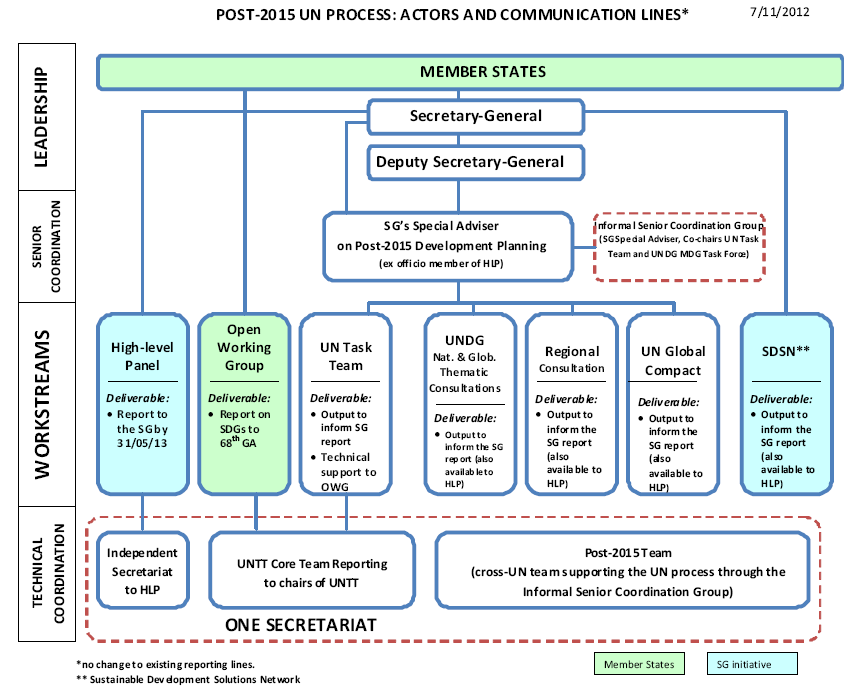 POST-2015 UN PROCESS: ACTORS AND COMMUNICATION LINES*
7/11/2012
LEADERSHIP
MEMBER STATES
Secretary-General
Deputy Secretary-General
SENIOR
COORDINATION
SG's Special Adviser
on Post-2015 Development Planning
(ex officio member of HLP)
Informal Senior Coordination Group
(SG Special Adviser, Co-chairs UN Task
Team and UNDG MDG Task Force)
WORKSTREAMS
High-level
Panel
Deliverable:
• Report to
the SG by
31/05/13
Open
Working
Group
Deliverable:
• Report on
SDGs to
68th GA
UN Task
Team
Deliverable:
• Output to
inform SG
report
• Technical
support to
OWG
UNDG
Nat. & Glob.
Thematic
Consultations
Deliverable:
• Output to
inform the SG
report (also
available to
HLP)
Regional
Consultation
Deliverable:
• Output to
inform the
SG report
(also
available to
HLP)
UN Global
Compact
Deliverable:
• Output to
inform the
SG report
(also
available to
HLP)
SDSN**
Deliverable:
• Output to
inform the
SG report
(also
available to
HLP)
TECHNICAL
COORDINATION
Independent
Secretariat
to HLP
UNTT Core Team Reporting
to chairs of UNTT
Post-2015 Team
(cross-UN team supporting the UN process through the
Informal Senior Coordination Group)
ONE SECRETARIAT
*no change to existing reporting lines.
** Sustainable Development Solutions Network
Member States
SG initiative